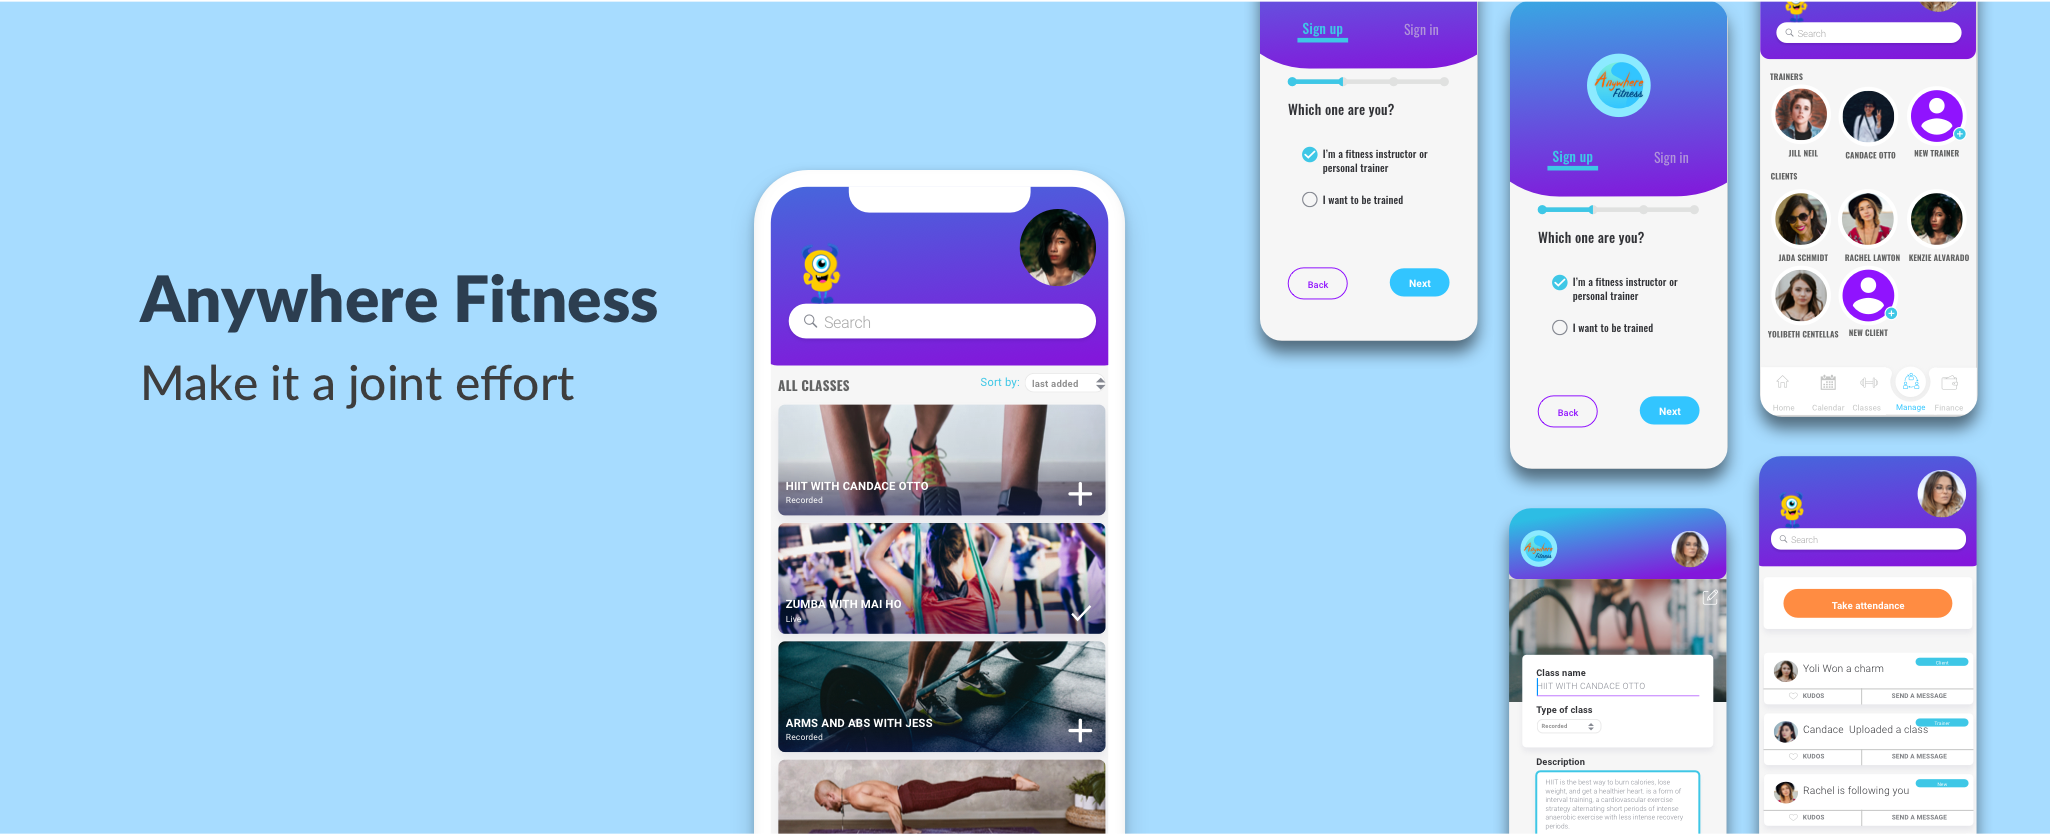 Anywhere Fitness
Make it a joint effort
Search
ALL CLASSES
Sort by:
last added
HIIT WITH CANDACE OTTO
Recorded
ZUMBA WITH MAI HO
Live
ARMS AND ABS WITH JESS
Recorded
Sign up
Sign in
Which one are you?
I'm a fitness instructor or
personal trainer
I want to be trained
Back
Next
Anywhere
Fitness
Sign up
Sign in
Which one are you?
I'm a fitness instructor or
personal trainer
I want to be trained
Back
Next
Anywhere
Fitness
Class name
HIIT WITH CANDACE OTTO
Type of class
Recorded
Description
HIIT is the best way to burn calories, lose
weight, and get a healthier heart. is a form of
interval training, a cardiovascular exercise
strategy alternating short periods of intense
anaerobic exercise with less intense recovery
periods.
Search
TRAINERS
JILL NEIL
CANDACE OTTO
NEW TRAINER
CLIENTS
JADA SCHMIDT
RACHEL LAWTON
KENZIE ALVARADO
YOLIBETH CENTELLAS
NEW CLIENT
Home
Calendar
Classes
Manage
Finance
Search
Take attendance
Client
Yoli Won a charm
KUDOS
SEND A MESSAGE
Trainer
Candace Uploaded a class
KUDOS
SEND A MESSAGE
New
Rachel is following you
KUDOS
SEND A MESSAGE